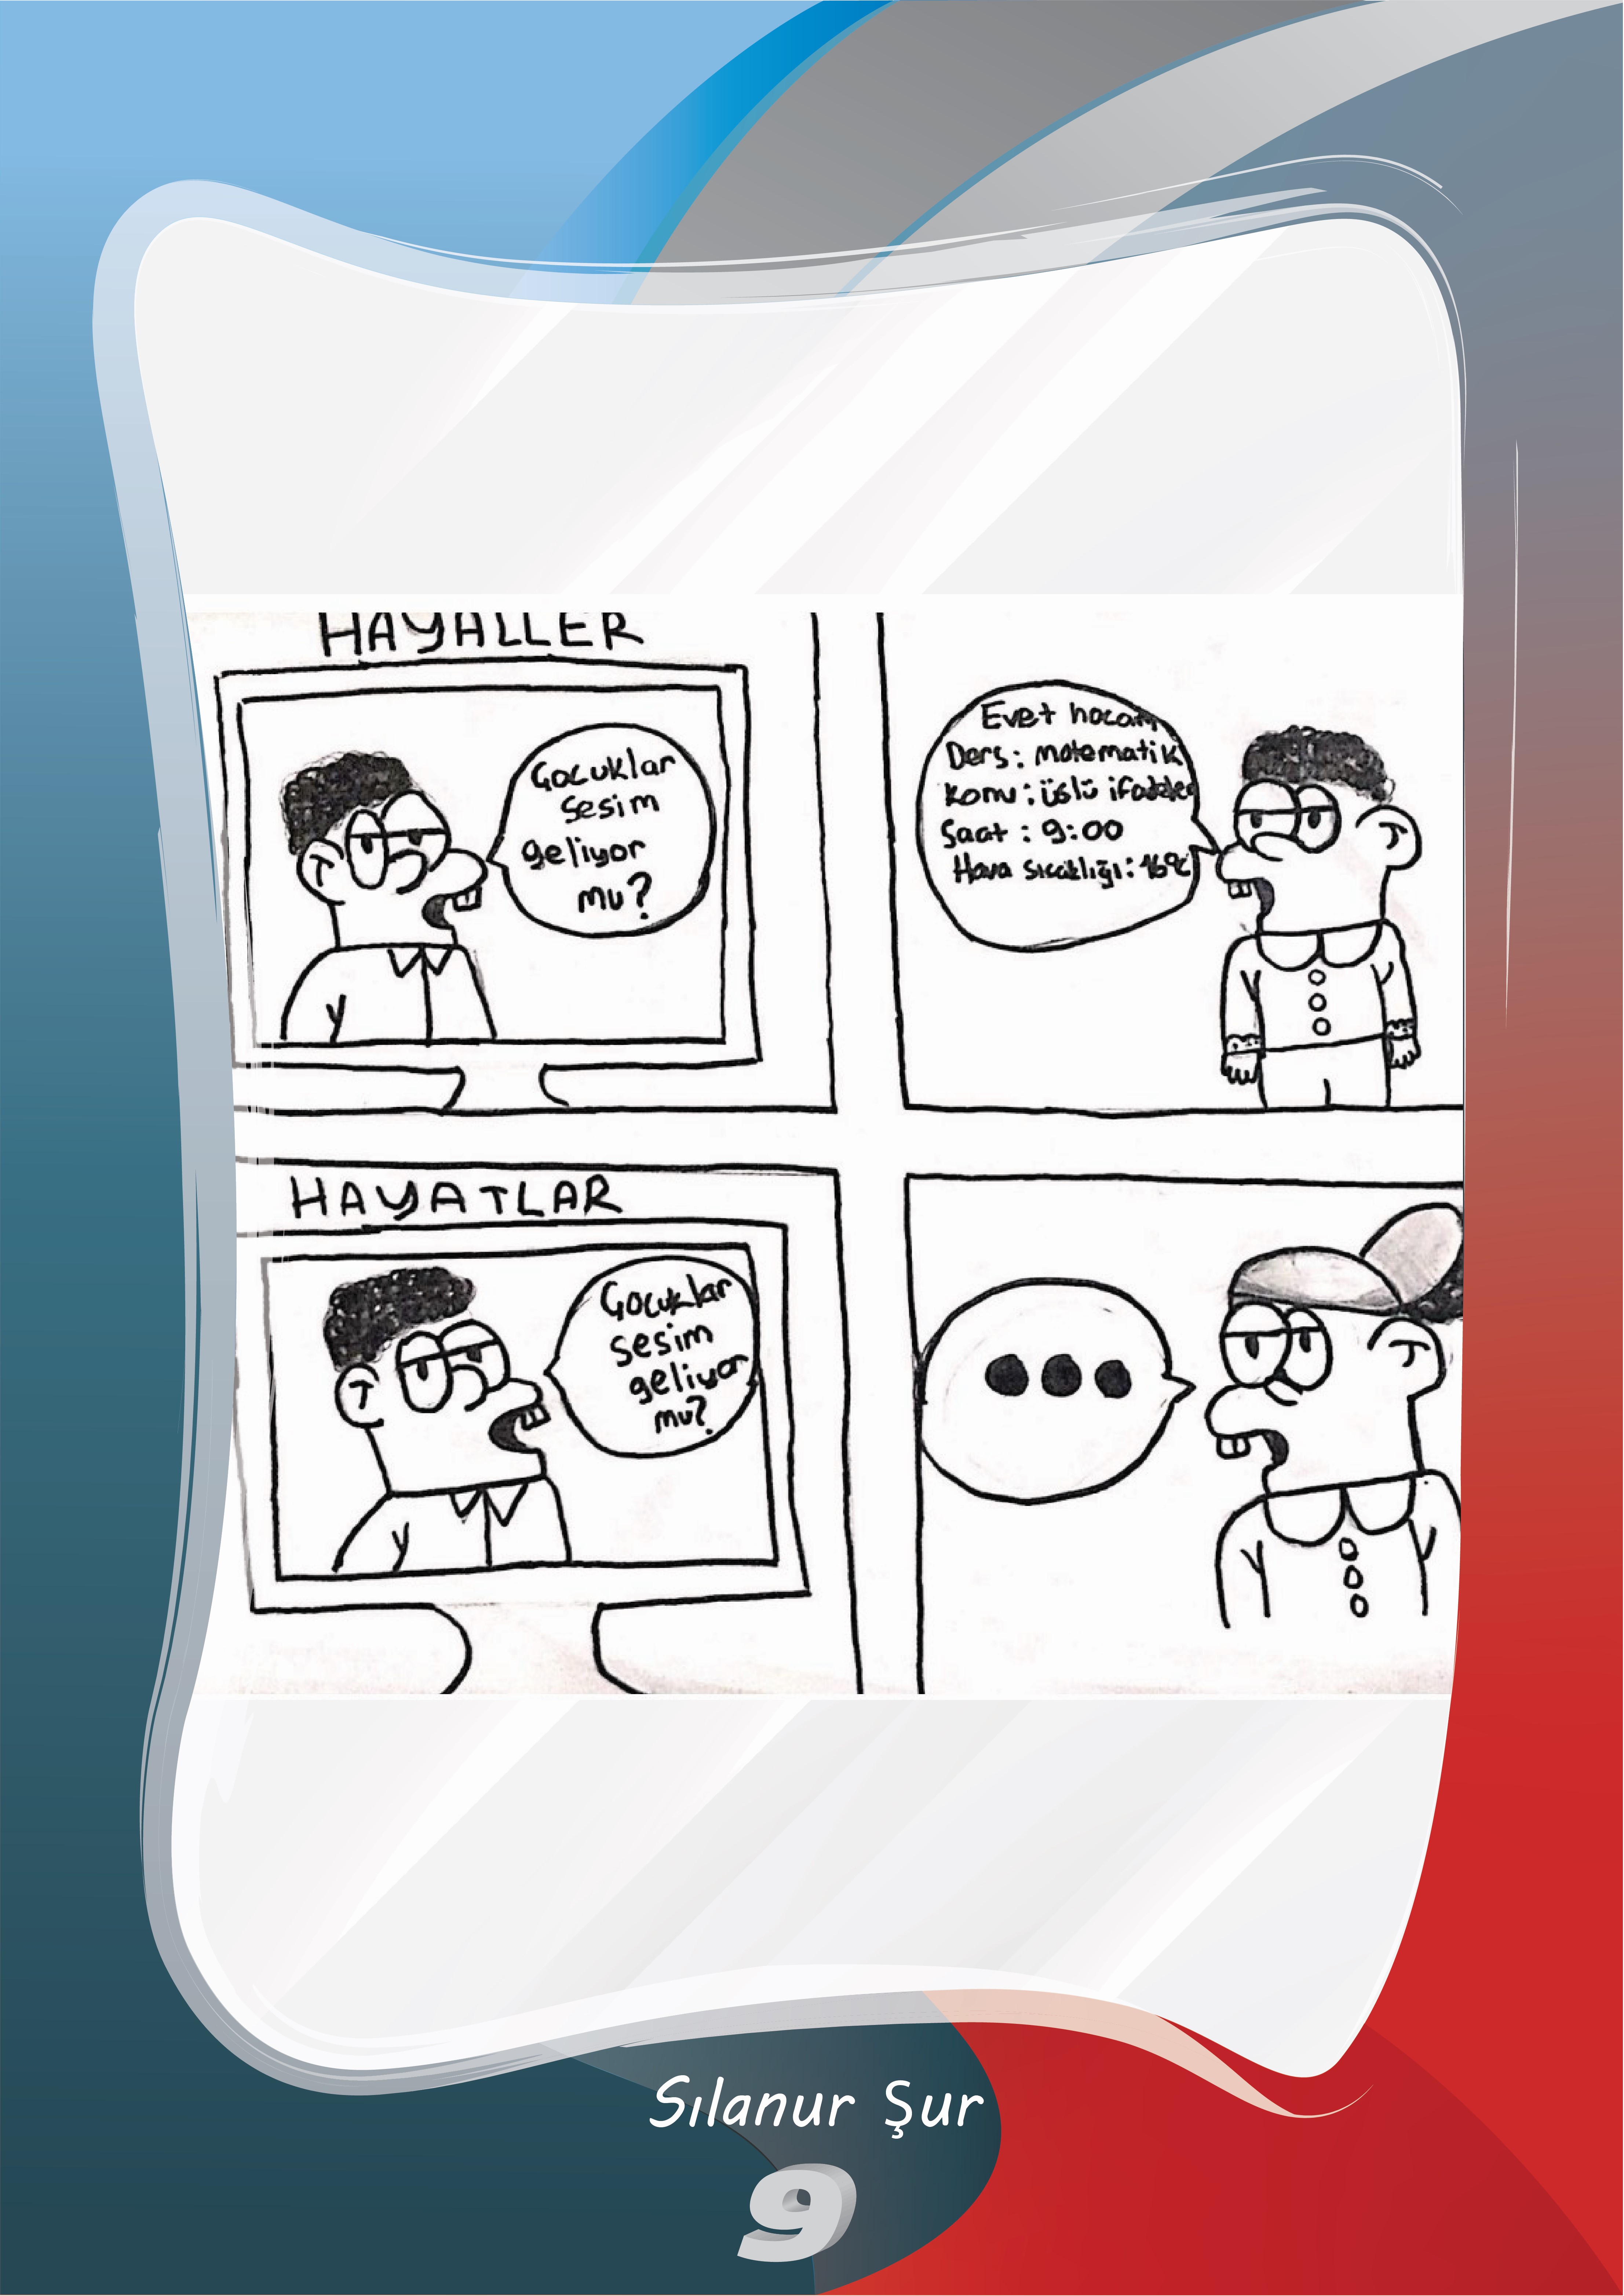 HAYALLER
Çocuklar
sesim
geliyor
mu?
Evet hocam
Ders: matematik
Konu: üslü ifadeler
Saat : 9:00
Hava sıcaklığı: 16°C
HAYATLAR
Çocuklar
sesim
geliyor
mu?
Sılanur Şur
9